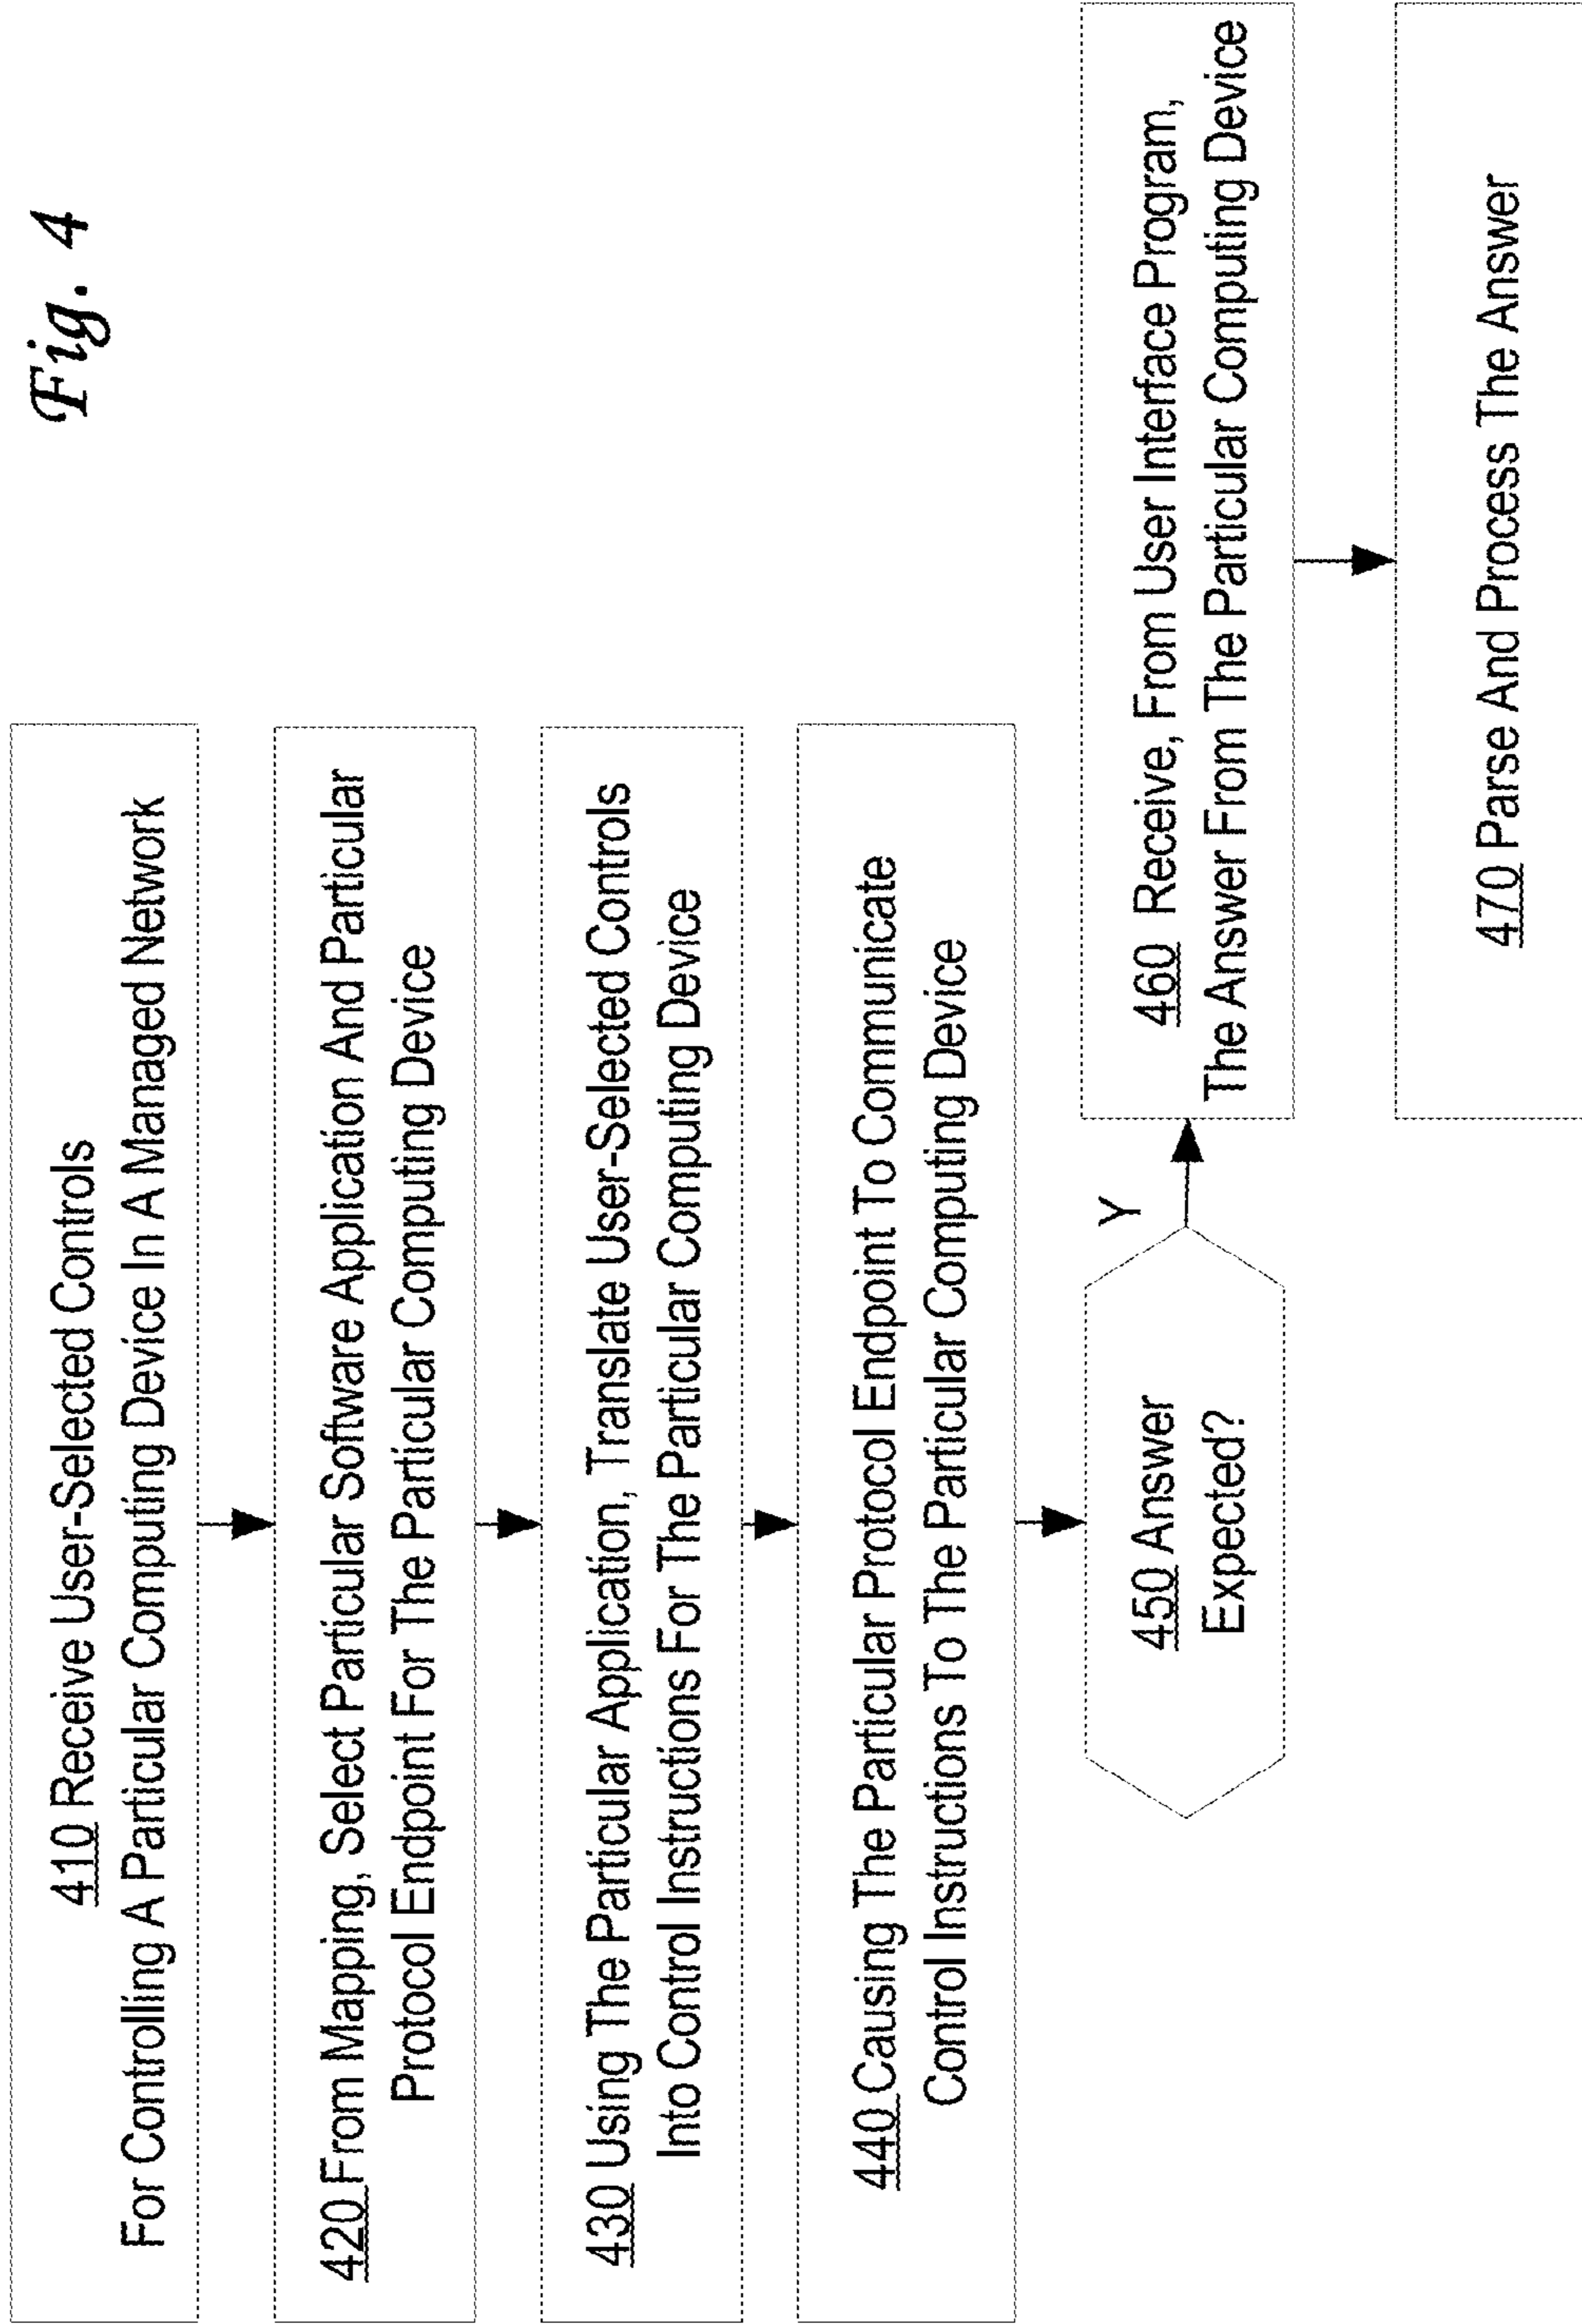 Fig. 4
410 Receive User-Selected Controls
For Controlling A Particular Computing Device In A Managed Network
420 From Mapping, Select Particular Software Application And Particular
Protocol Endpoint For The Particular Computing Device
430 Using The Particular Application, Translate User-Selected Controls
Into Control Instructions For The Particular Computing Device
440 Causing The Particular Protocol Endpoint To Communicate
Control Instructions To The Particular Computing Device
450 Answer
Expected?
Y
460 Receive, From User Interface Program,
The Answer From The Particular Computing Device
470 Parse And Process The Answer